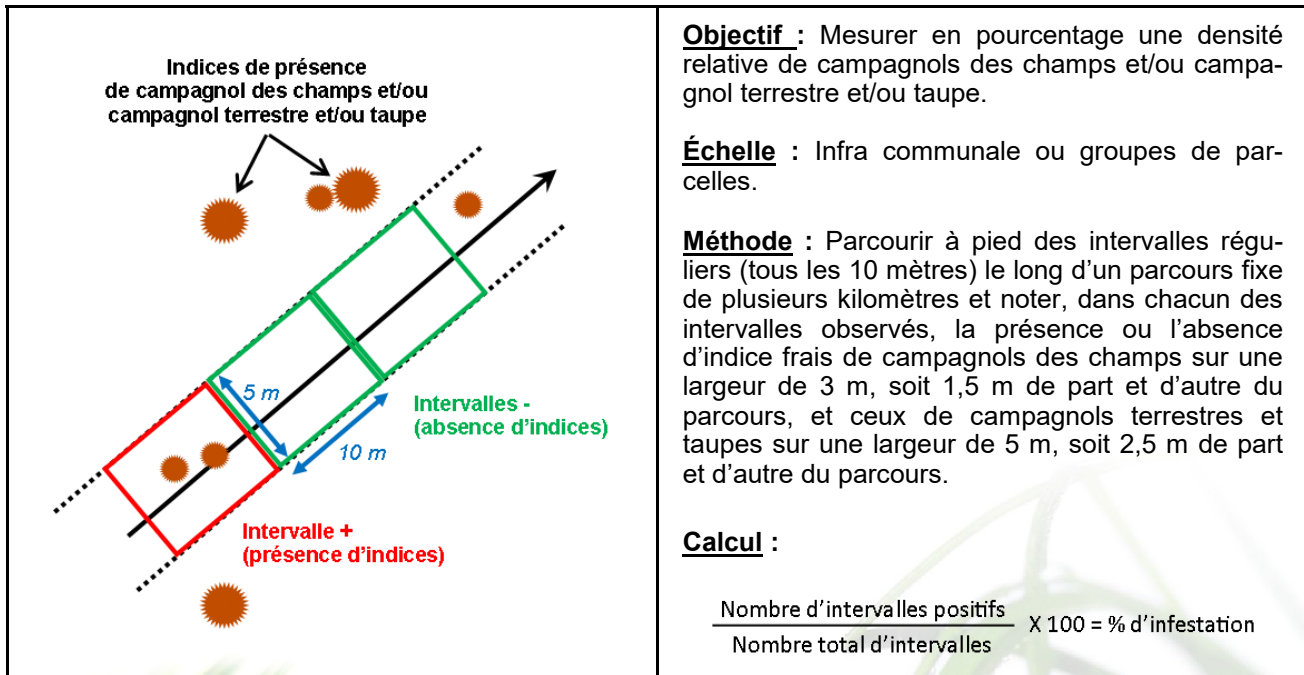 Indices de présence
de campagnol des champs et/ou
campagnol terrestre et/ou taupe
5 m
10 m
Intervalles -
(absence d'indices)
Intervalle +
(présence d'indices)
Objectif : Mesurer en pourcentage une densité
relative de campagnols des champs et/ou campa-
gnol terrestre et/ou taupe.
Échelle : Infra communale ou groupes de par-
celles.
Méthode : Parcourir à pied des intervalles régu-
liers (tous les 10 mètres) le long d'un parcours fixe
de plusieurs kilomètres et noter, dans chacun des
intervalles observés, la présence ou l'absence
d'indice frais de campagnols des champs sur une
largeur de 3 m, soit 1,5 m de part et d'autre du
parcours, et ceux de campagnols terrestres et
taupes sur une largeur de 5 m, soit 2,5 m de part
et d'autre du parcours.
Calcul :
Nombre d'intervalles positifs
Nombre total d'intervalles
X 100 = % d'infestation